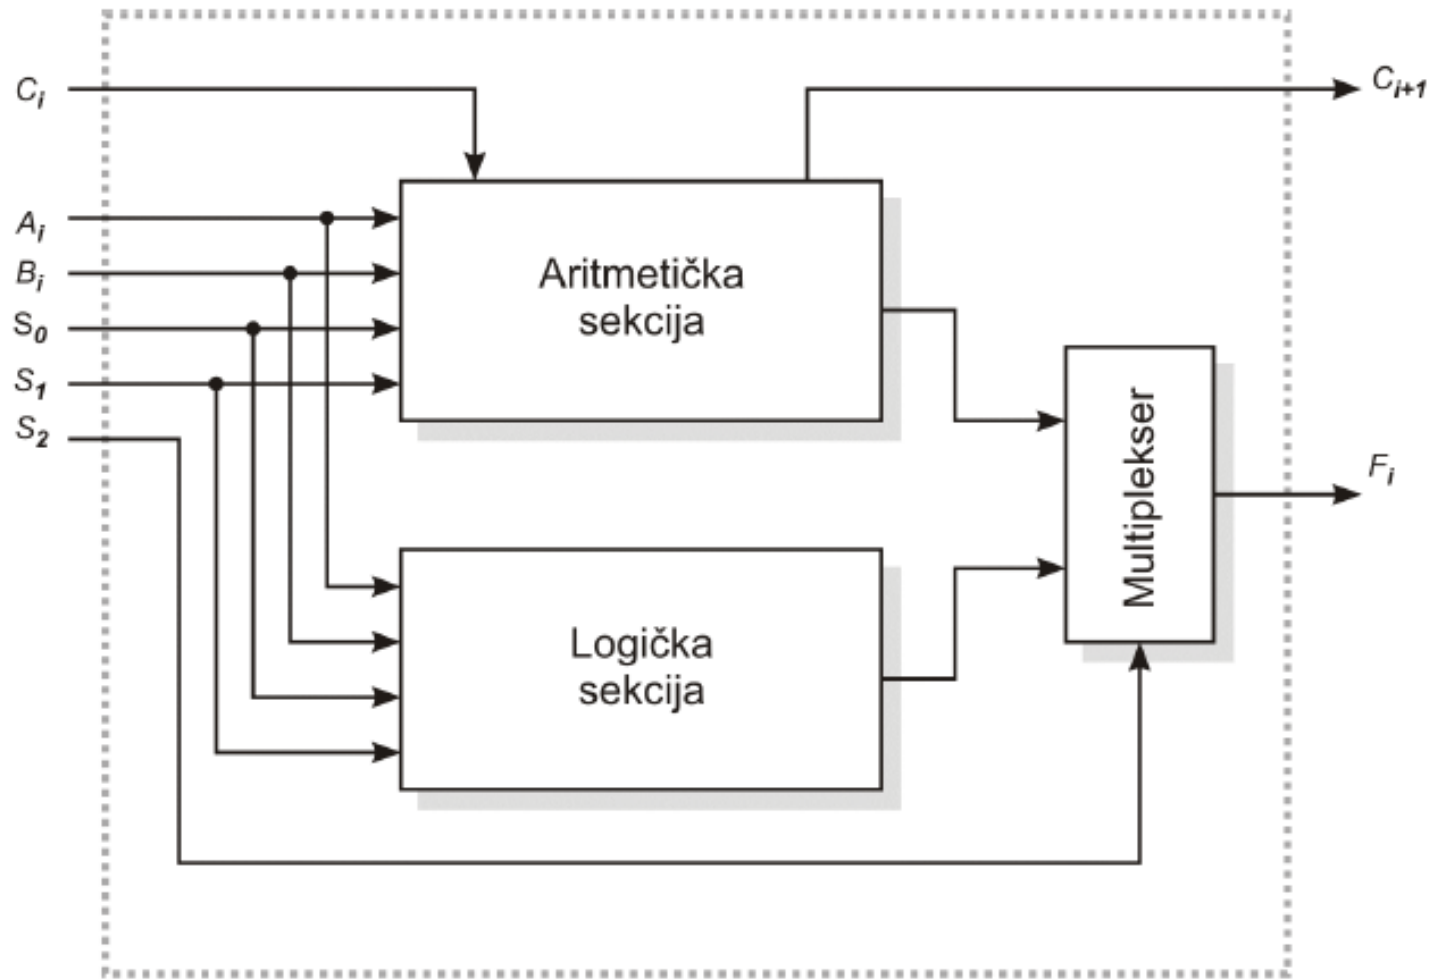 Ci
Ci+1
Ai
Bi
S0
S1
S2
Aritmetička
sekcija
Multiplekser
Fi
Logička
sekcija